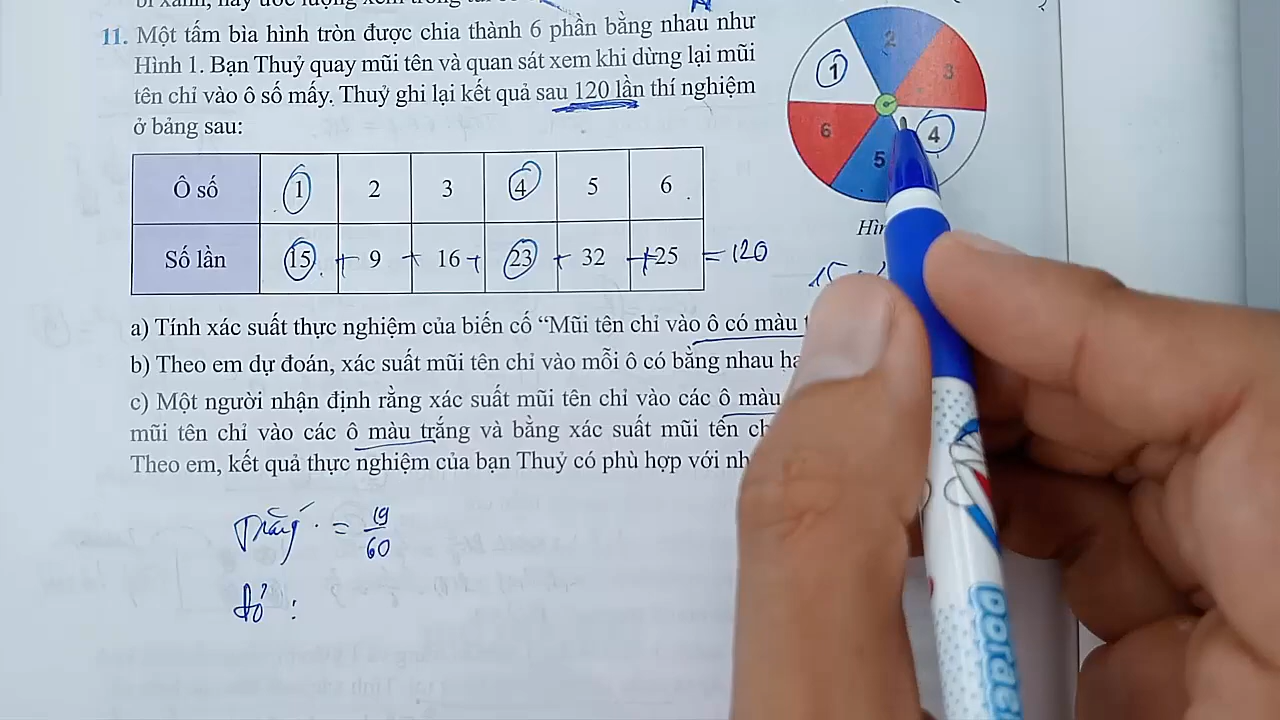 11. Một tấm bìa hình tròn được chia thành 6 phần bằng nhau như
Hình 1. Bạn Thuỷ quay mũi tên và quan sát xem khi dừng lại mũi
tên chỉ vào ô số mấy. Thuỷ ghi lại kết quả sau 120 lần thí nghiệm
ở bảng sau:
1 2 3 4 5 6
Ô số 1 2 3 4 5 6
Số lần 15 + 9 + 16 + 23 + 32 + 25 = 120
15
a) Tính xác suất thực nghiệm của biến cố “Mũi tên chỉ vào ô có màu
b) Theo em dự đoán, xác suất mũi tên chỉ vào mỗi ô có bằng nhau
c) Một người nhận định rằng xác suất mũi tên chỉ vào các ô màu
mũi tên chỉ vào các ô màu trắng và bằng xác suất mũi tên
Theo em, kết quả thực nghiệm của bạn Thuỷ có phù hợp với
Trắng = 19/60
đỏ :